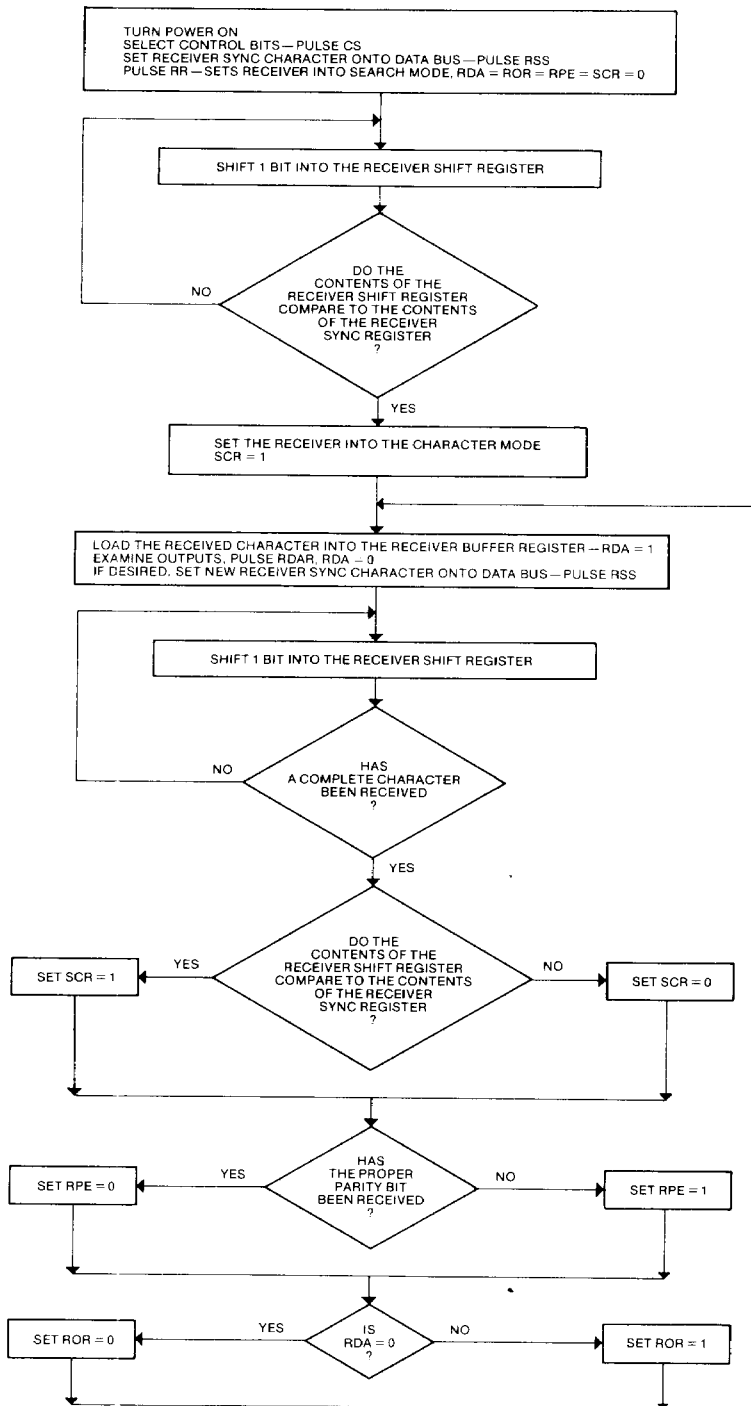 TURN POWER ON
SELECT CONTROL BITS—PULSE CS
SET RECEIVER SYNC CHARACTER ONTO DATA BUS—PULSE RSS
PULSE RR—SETS RECEIVER INTO SEARCH MODE, RDA = ROR = RPE = SCR = 0
SHIFT 1 BIT INTO THE RECEIVER SHIFT REGISTER
DO THE
CONTENTS OF THE
RECEIVER SHIFT REGISTER
COMPARE TO THE CONTENTS
OF THE RECEIVER
SYNC REGISTER
?
NO
YES
SET THE RECEIVER INTO THE CHARACTER MODE
SCR = 1
LOAD THE RECEIVED CHARACTER INTO THE RECEIVER BUFFER REGISTER—RDA = 1
EXAMINE OUTPUTS, PULSE RDAR, RDA = 0
IF DESIRED, SET NEW RECEIVER SYNC CHARACTER ONTO DATA BUS—PULSE RSS
SHIFT 1 BIT INTO THE RECEIVER SHIFT REGISTER
HAS
A COMPLETE CHARACTER
BEEN RECEIVED
?
NO
YES
DO THE
CONTENTS OF THE
RECEIVER SHIFT REGISTER
COMPARE TO THE CONTENTS
OF THE RECEIVER
SYNC REGISTER
?
YES
NO
SET SCR = 1
SET SCR = 0
HAS
THE PROPER
PARITY BIT
BEEN RECEIVED
?
YES
NO
SET RPE = 0
SET RPE = 1
IS
RDA = 0
?
YES
NO
SET ROR = 0
SET ROR = 1